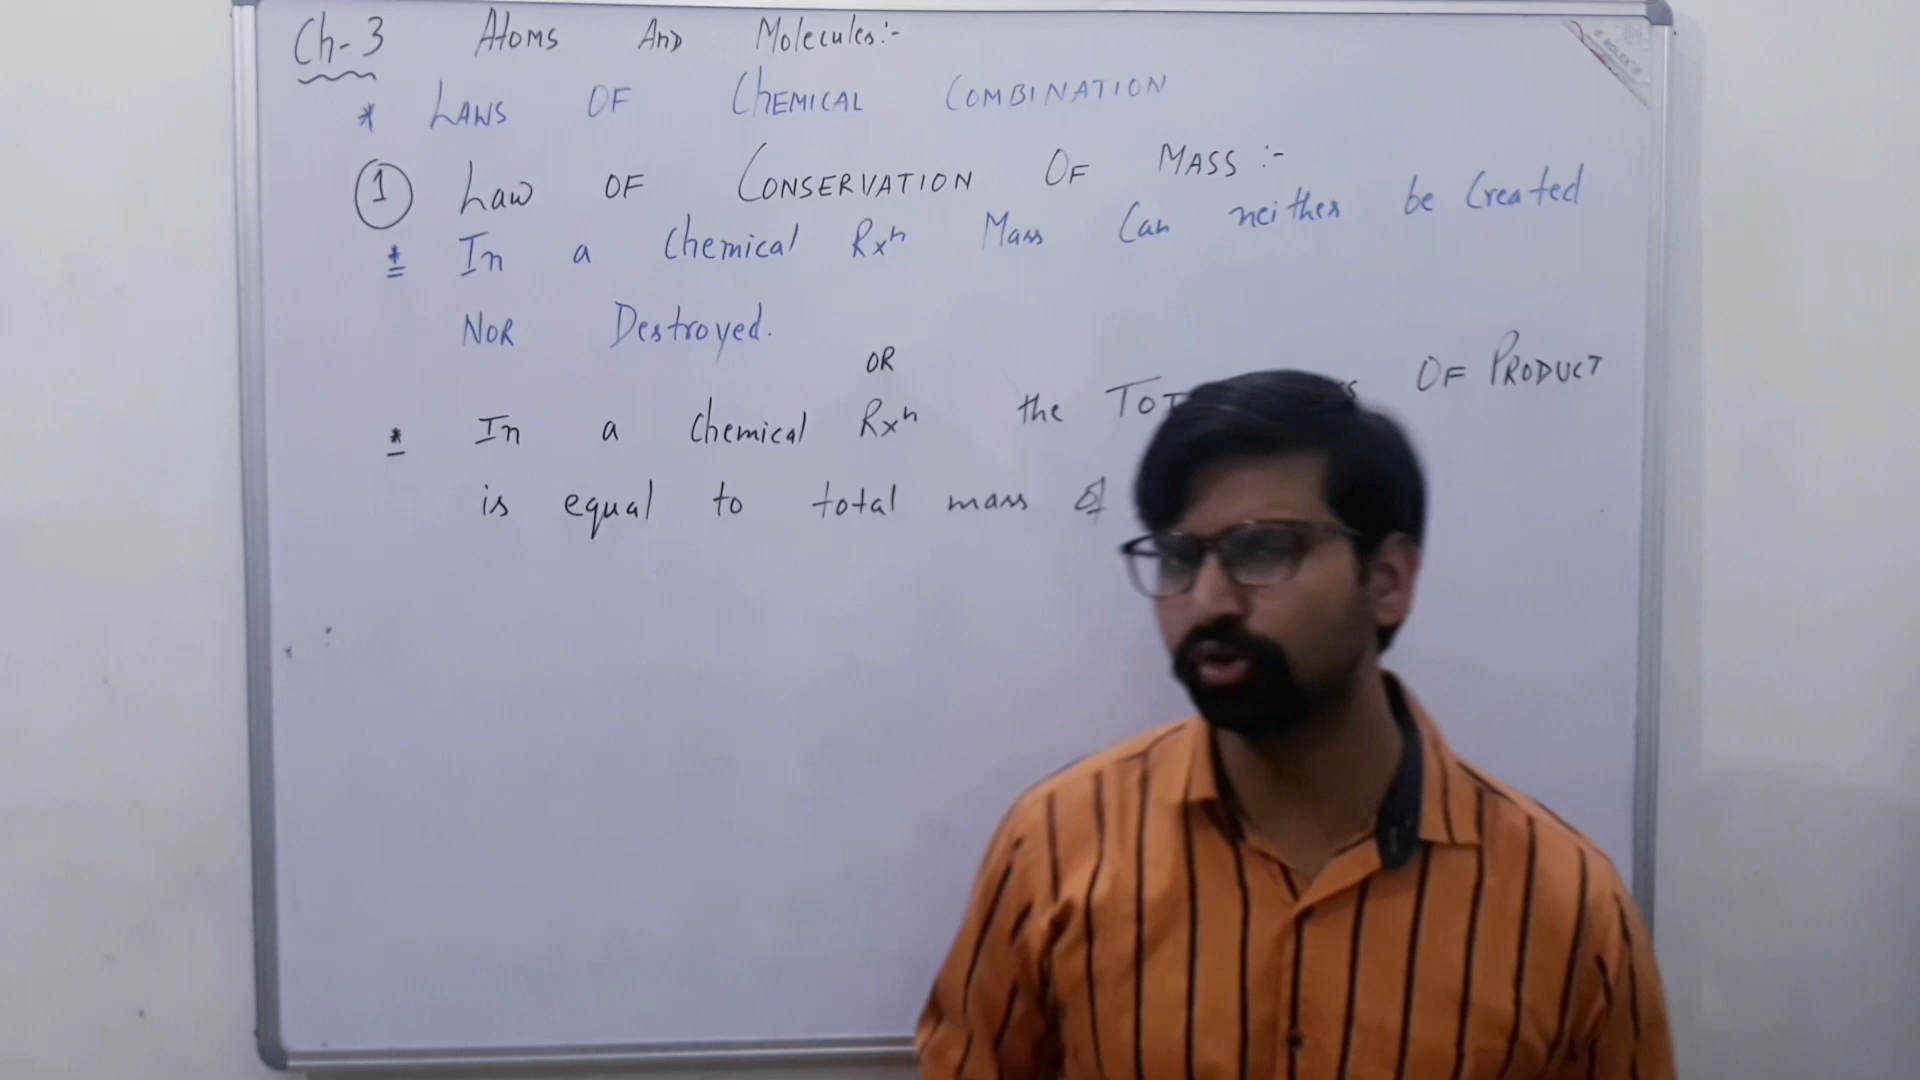 Ch-3 Atoms And Molecules:-
* LAWS OF CHEMICAL COMBINATION
1 Law OF CONSERVATION OF MASS :-
* In a Chemical Rxn Mass Can neither be Created
NOR Destroyed.
OR
* In a Chemical Rxn the OF PRODUCT
is equal to total mass of